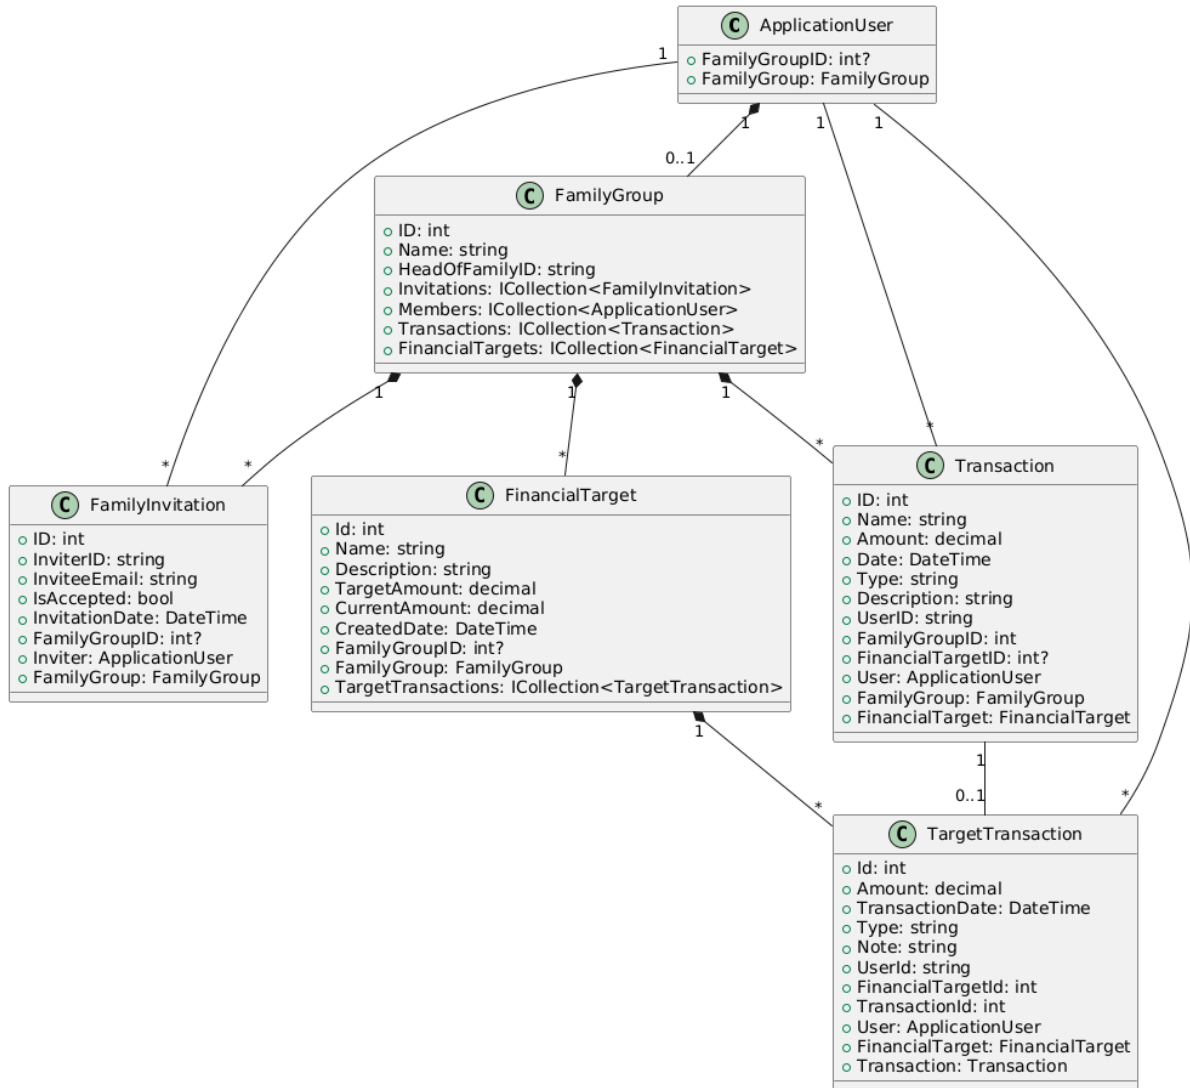 C ApplicationUser
FamilyGroupID: int?
FamilyGroup: FamilyGroup
1
1
1
1
0..1
C FamilyGroup
ID: int
Name: string
HeadOfFamilyID: string
Invitations: ICollection<FamilyInvitation>
Members: ICollection<ApplicationUser>
Transactions: ICollection<Transaction>
FinancialTargets: ICollection<FinancialTarget>
1
1
1
*
*
*
*
*
C FamilyInvitation
ID: int
InviterID: string
InviteeEmail: string
IsAccepted: bool
InvitationDate: DateTime
FamilyGroupID: int?
Inviter: ApplicationUser
FamilyGroup: FamilyGroup
C FinancialTarget
Id: int
Name: string
Description: string
TargetAmount: decimal
CurrentAmount: decimal
CreatedDate: DateTime
FamilyGroupID: int?
FamilyGroup: FamilyGroup
TargetTransactions: ICollection<TargetTransaction>
C Transaction
ID: int
Name: string
Amount: decimal
Date: DateTime
Type: string
Description: string
UserID: string
FamilyGroupID: int
FinancialTargetID: int?
User: ApplicationUser
FamilyGroup: FamilyGroup
FinancialTarget: FinancialTarget
1
1
0..1
*
*
C TargetTransaction
Id: int
Amount: decimal
TransactionDate: DateTime
Type: string
Note: string
UserId: string
FinancialTargetId: int
TransactionId: int
User: ApplicationUser
FinancialTarget: FinancialTarget
Transaction: Transaction